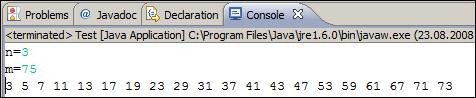 Problems @ Javadoc Declaration Console
<terminated> Test [Java Application] C:\Program Files\Java\jre1.6.0\bin\javaw.exe (23.08.2008
n=3
m=75
3 5 7 11 13 17 19 23 29 31 37 41 43 47 53 59 61 67 71 73